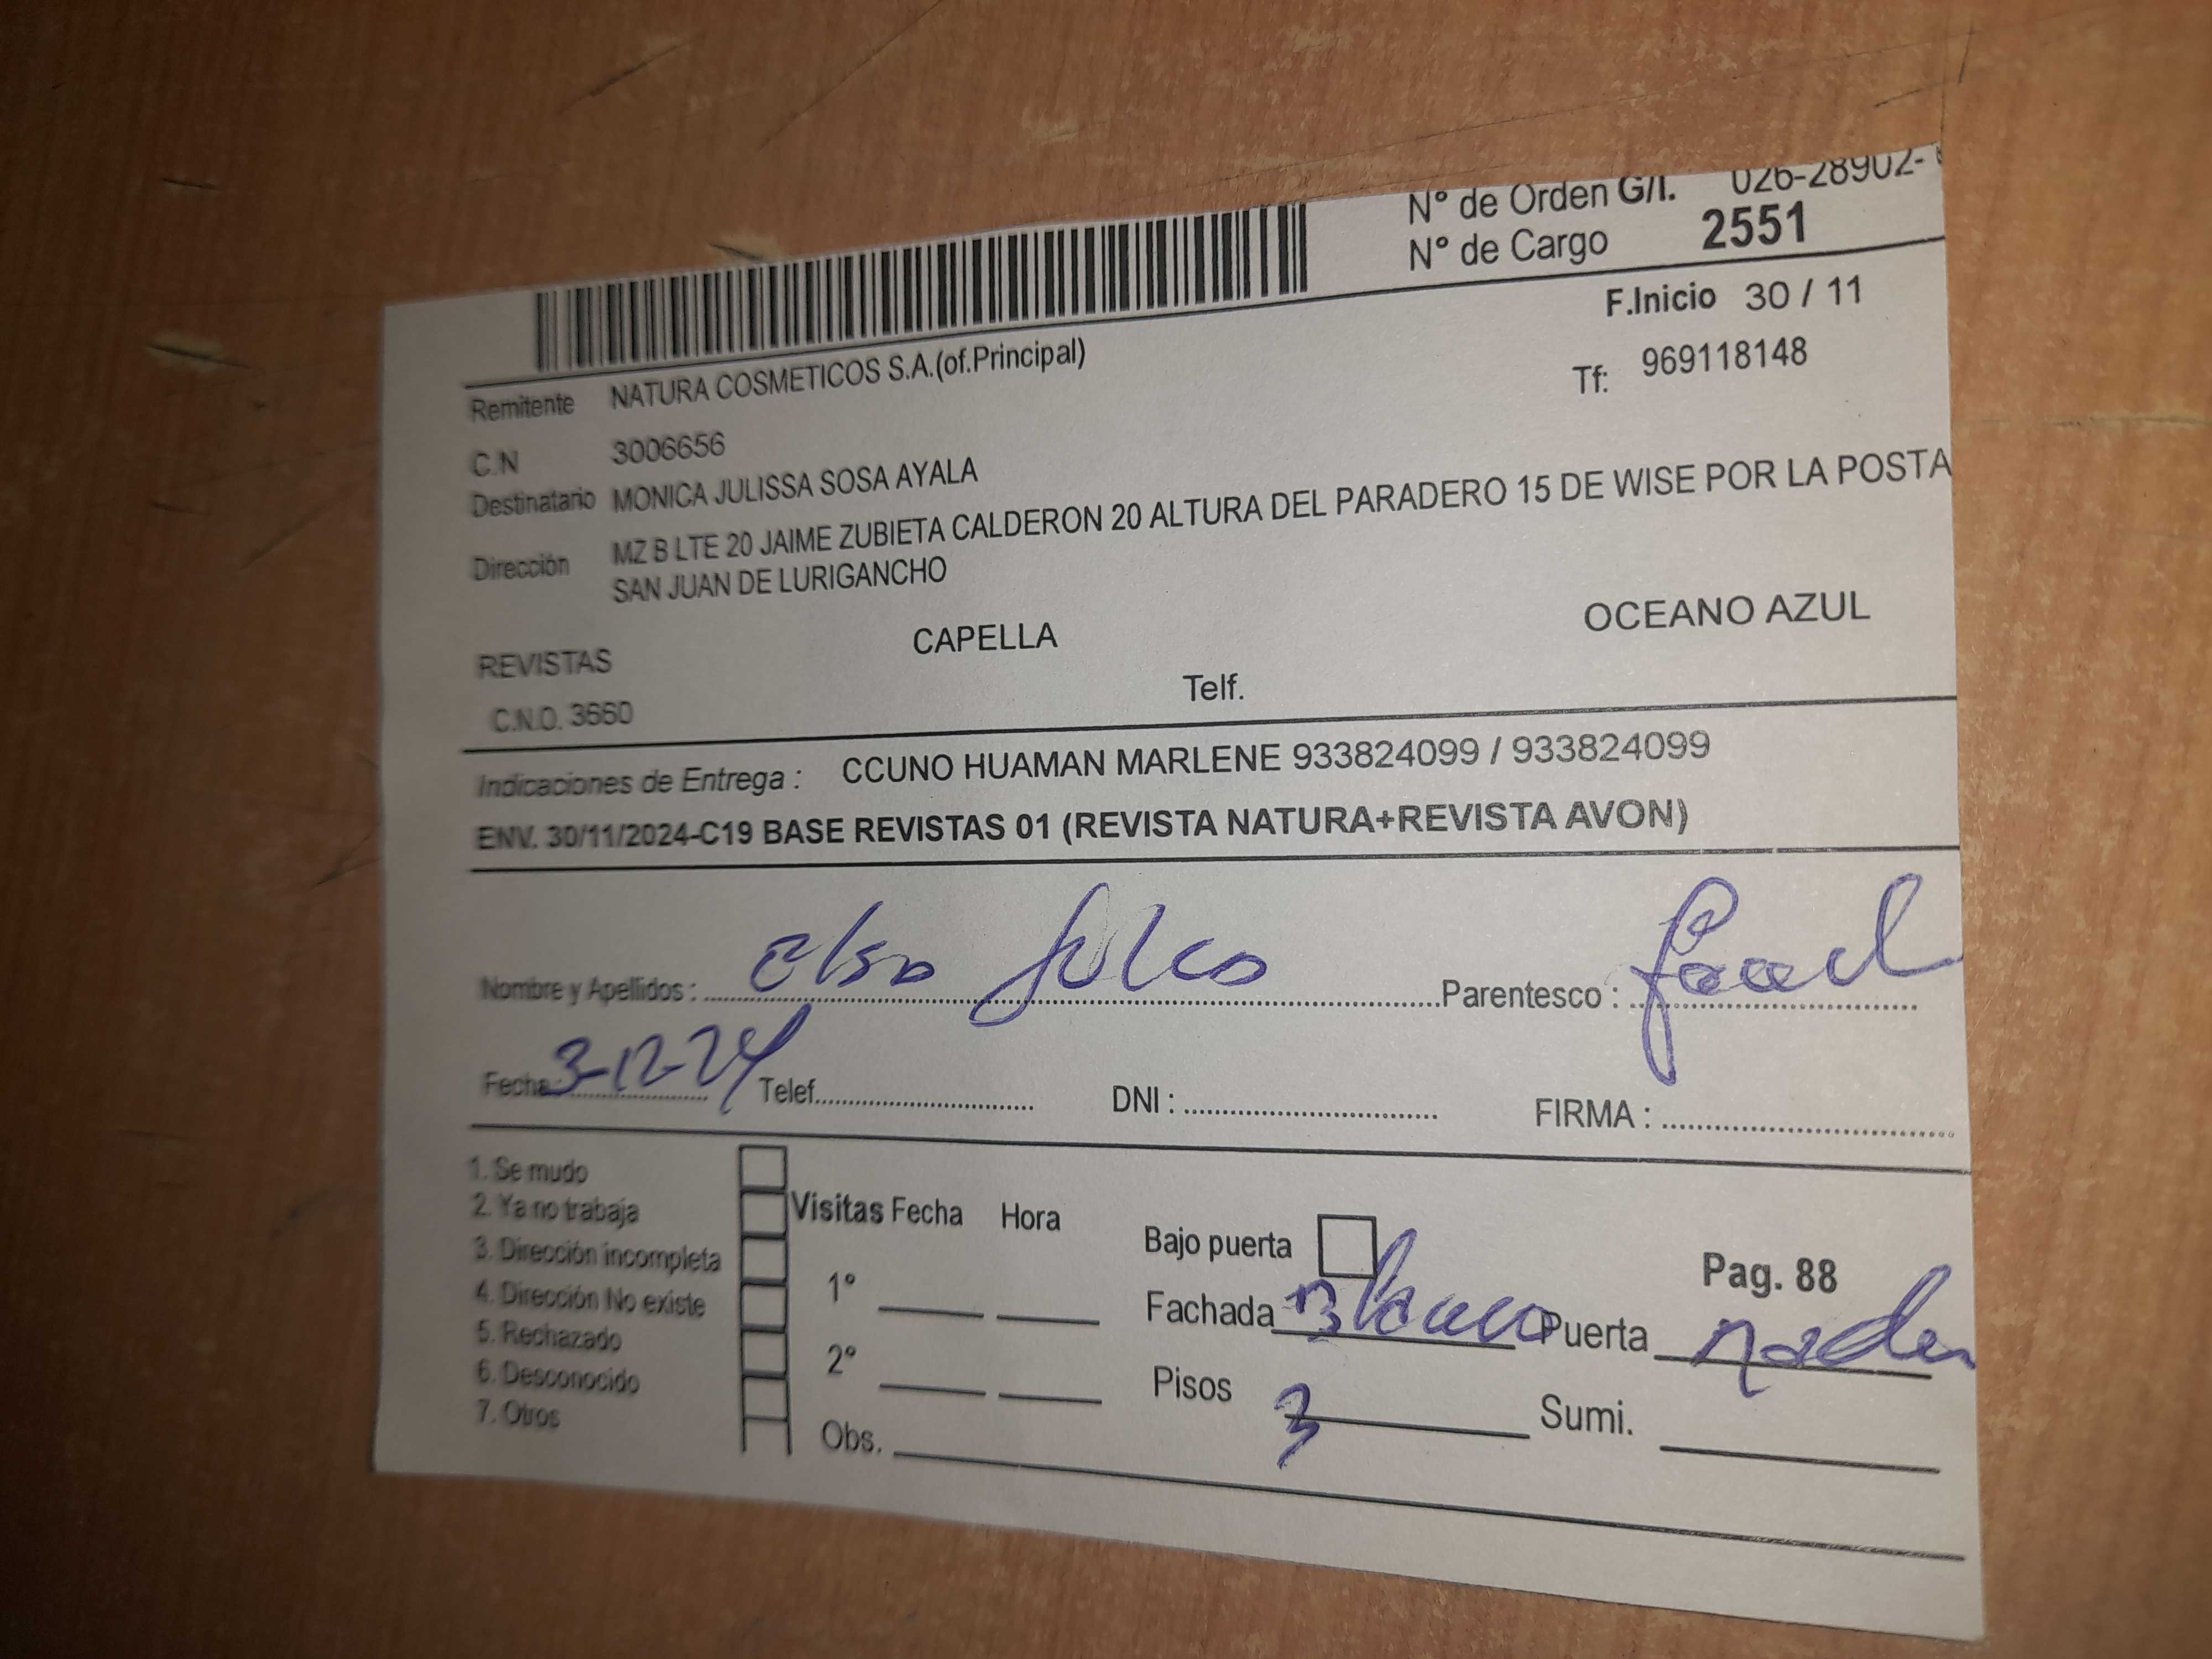 Nº de Orden G/I. 026-28902-
Nº de Cargo 2551
F.Inicio 30 / 11
Remitente NATURA COSMETICOS S.A.(of.Principal)
Tf: 969118148
C.N 3006656
Destinatario MONICA JULISSA SOSA AYALA
Dirección MZ B LTE 20 JAIME ZUBIETA CALDERON 20 ALTURA DEL PARADERO 15 DE WISE POR LA POSTA
SAN JUAN DE LURIGANCHO
REVISTAS CAPELLA OCEANO AZUL
C.N.O. 3660 Telf.
Indicaciones de Entrega : CCUNO HUAMAN MARLENE 933824099 / 933824099
ENV. 30/11/2024-C19 BASE REVISTAS 01 (REVISTA NATURA+REVISTA AVON)
Nombre y Apellidos : Elsa Parentesco :
Fecha: 3-12-24 Telef. DNI : FIRMA :
1. Se mudo
2. Ya no trabaja
3. Dirección incompleta
4. Dirección No existe
5. Rechazado
6. Desconocido
7. Otros
Visitas Fecha Hora
1º
2º
Obs.
Bajo puerta
Pag. 88
Fachada Blanco Puerta
Pisos 3 Sumi.